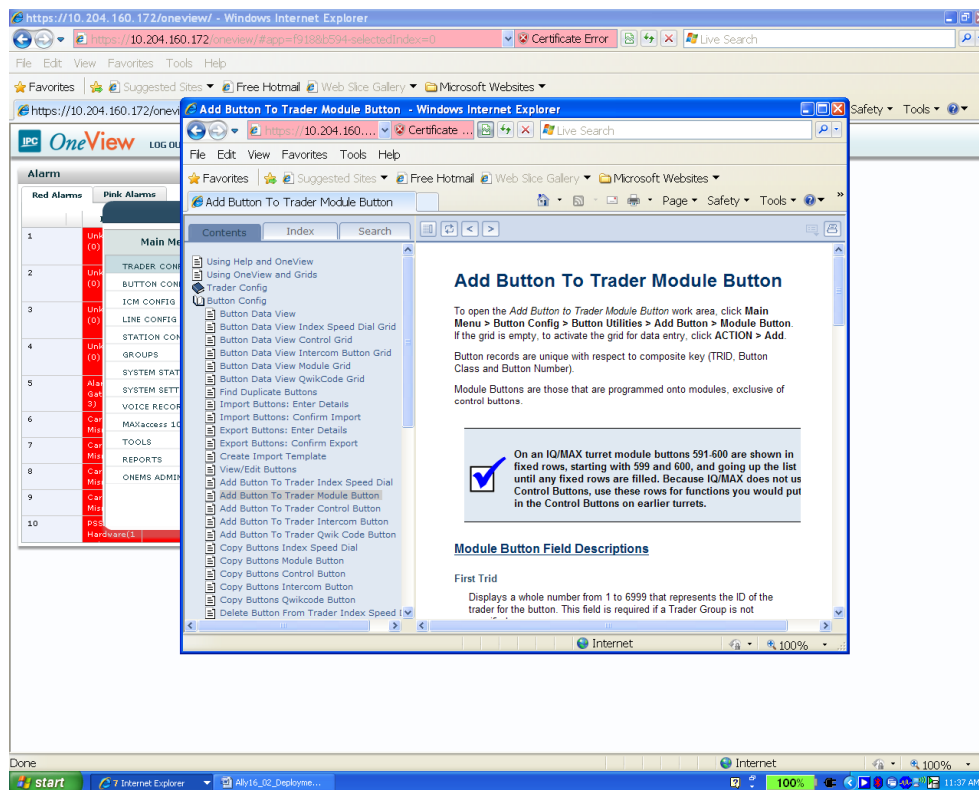 https://10.204.160.172/oneview/ - Windows Internet Explorer
https://10.204.160.172/oneview/#app=f9188b594-selectedIndex=0
Certificate Error
Live Search
File Edit View Favorites Tools Help
Favorites Suggested Sites Free Hotmail Web Slice Gallery Microsoft Websites
https://10.204.160.172/onevi
Safety Tools
IPC OneView LOG OU
Alarm
Red Alarms Pink Alarms
Main Me
1 Unk
(0)
TRADER CONF
2 Unk
(0)
BUTTON CONF
ICM CONFIG
3 Unk
(0)
LINE CONFIG
STATION CON
4 Unk
(0)
GROUPS
SYSTEM STAT
5 Alar
Gat
3)
SYSTEM SETT
VOICE RECOR
6 Car
Mis
MAXaccess 10
7 Car
Mis
TOOLS
REPORTS
8 Car
Mis
ONEMS ADMIN
9 Car
Mis
10 PSS
Hardware(1
Add Button To Trader Module Button - Windows Internet Explorer
https://10.204.160....
Certificate ...
Live Search
File Edit View Favorites Tools Help
Favorites Suggested Sites Free Hotmail Web Slice Gallery Microsoft Websites
Add Button To Trader Module Button
Page Safety Tools »
Contents Index Search
Using Help and OneView
Using OneView and Grids
Trader Config
Button Config
Button Data View
Button Data View Index Speed Dial Grid
Button Data View Control Grid
Button Data View Intercom Button Grid
Button Data View Module Grid
Button Data View QwikCode Grid
Find Duplicate Buttons
Import Buttons: Enter Details
Import Buttons: Confirm Import
Export Buttons: Enter Details
Export Buttons: Confirm Export
Create Import Template
View/Edit Buttons
Add Button To Trader Index Speed Dial
Add Button To Trader Module Button
Add Button To Trader Control Button
Add Button To Trader Intercom Button
Add Button To Trader Qwik Code Button
Copy Buttons Index Speed Dial
Copy Buttons Module Button
Copy Buttons Control Button
Copy Buttons Intercom Button
Copy Buttons Qwikcode Button
Delete Button From Trader Index Speed
Add Button To Trader Module Button
To open the Add Button to Trader Module Button work area, click Main
Menu > Button Config > Button Utilities > Add Button > Module Button.
If the grid is empty, to activate the grid for data entry, click ACTION > Add.
Button records are unique with respect to composite key (TRID, Button
Class and Button Number).
Module Buttons are those that are programmed onto modules, exclusive of
control buttons.
On an IQ/MAX turret module buttons 591-600 are shown in
fixed rows, starting with 599 and 600, and going up the list
until any fixed rows are filled. Because IQ/MAX does not us
Control Buttons, use these rows for functions you would put
in the Control Buttons on earlier turrets.
Module Button Field Descriptions
First Trid
Displays a whole number from 1 to 6999 that represents the ID of the
trader for the button. This field is required if a Trader Group is not
Internet 100%
Done Internet 100%
start 7 Internet Explorer Ally16_02_Deployme... 100% 11:37 AM